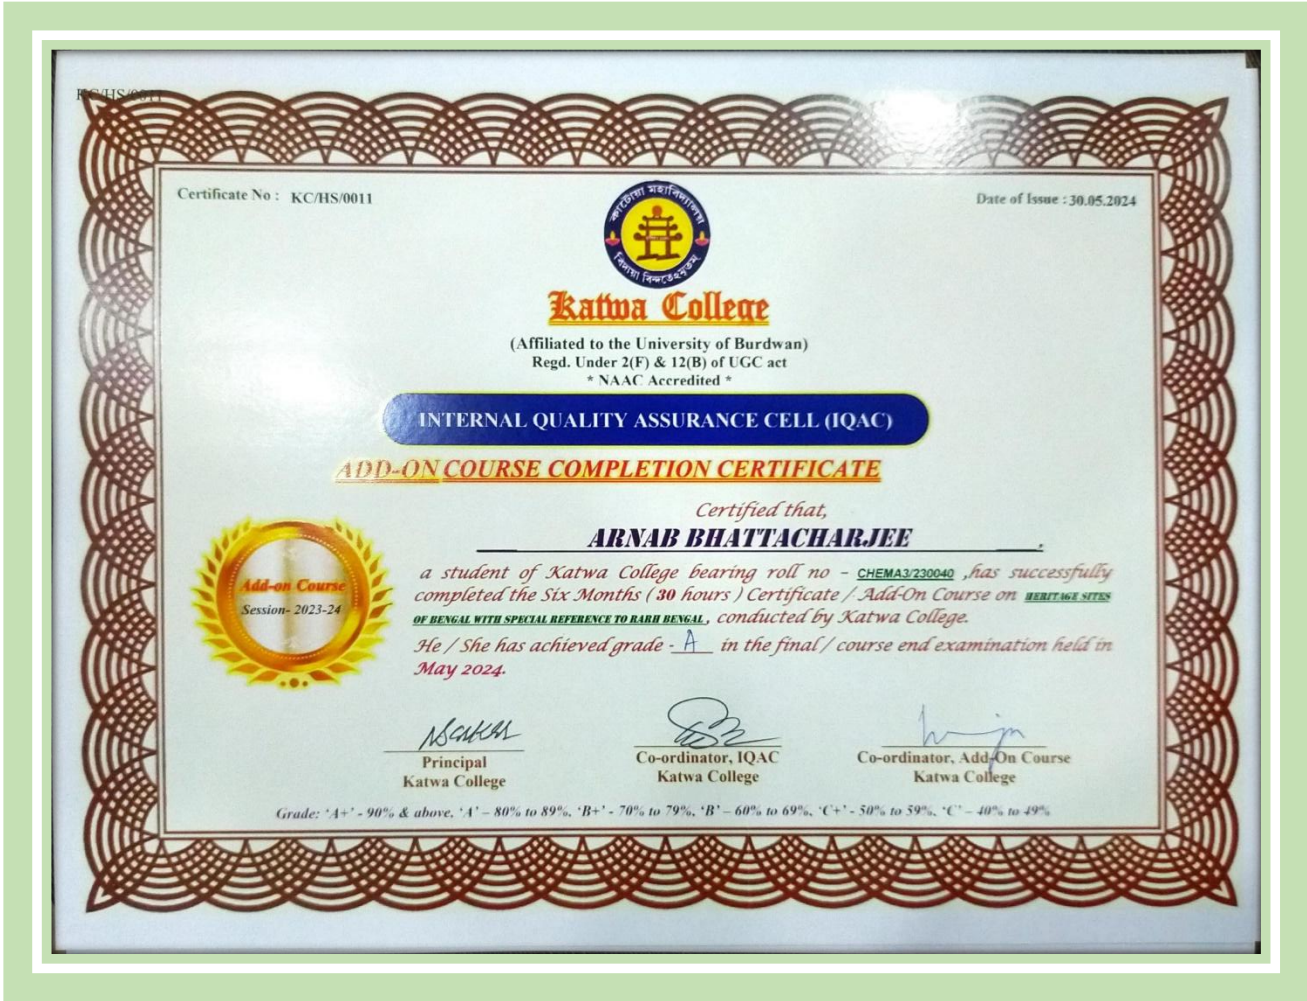 KC/HS/0011
Certificate No : KC/HS/0011
Date of Issue : 30.05.2024
কাটোয়া মহাবিদ্যালয়
বিদ্যয়া বিন্দতেঽমৃতম্
Katwa College
(Affiliated to the University of Burdwan)
Regd. Under 2(F) & 12(B) of UGC act
* NAAC Accredited *
INTERNAL QUALITY ASSURANCE CELL (IQAC)
ADD-ON COURSE COMPLETION CERTIFICATE
Certified that,
ARNAB BHATTACHARJEE
a student of Katwa College bearing roll no – CHEMA3/230040 ,has successfully
completed the Six Months ( 30 hours ) Certificate / Add-On Course on HERITAGE SITES
OF BENGAL WITH SPECIAL REFERENCE TO RARH BENGAL , conducted by Katwa College.
He / She has achieved grade - A in the final / course end examination held in
May 2024.
Add-on Course
Session- 2023-24
Principal
Katwa College
Co-ordinator, IQAC
Katwa College
Co-ordinator, Add-On Course
Katwa College
Grade: 'A+' - 90% & above, 'A' – 80% to 89%, 'B+' - 70% to 79%, 'B' – 60% to 69%, 'C+' - 50% to 59%, 'C' – 40% to 49%